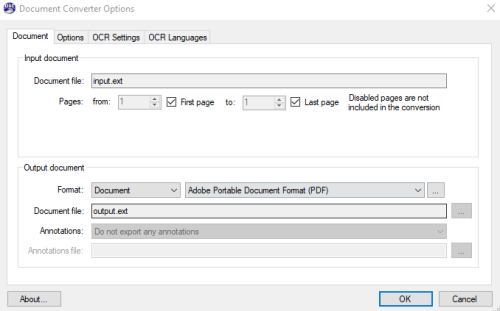 Document Converter Options
Document Options OCR Settings OCR Languages
Input document
Document file: input.ext
Pages: from: 1 First page to: 1 Last page Disabled pages are not
included in the conversion
Output document
Format: Document Adobe Portable Document Format (PDF) ...
Document file: output.ext ...
Annotations: Do not export any annotations
Annotations file: ...
About... OK Cancel